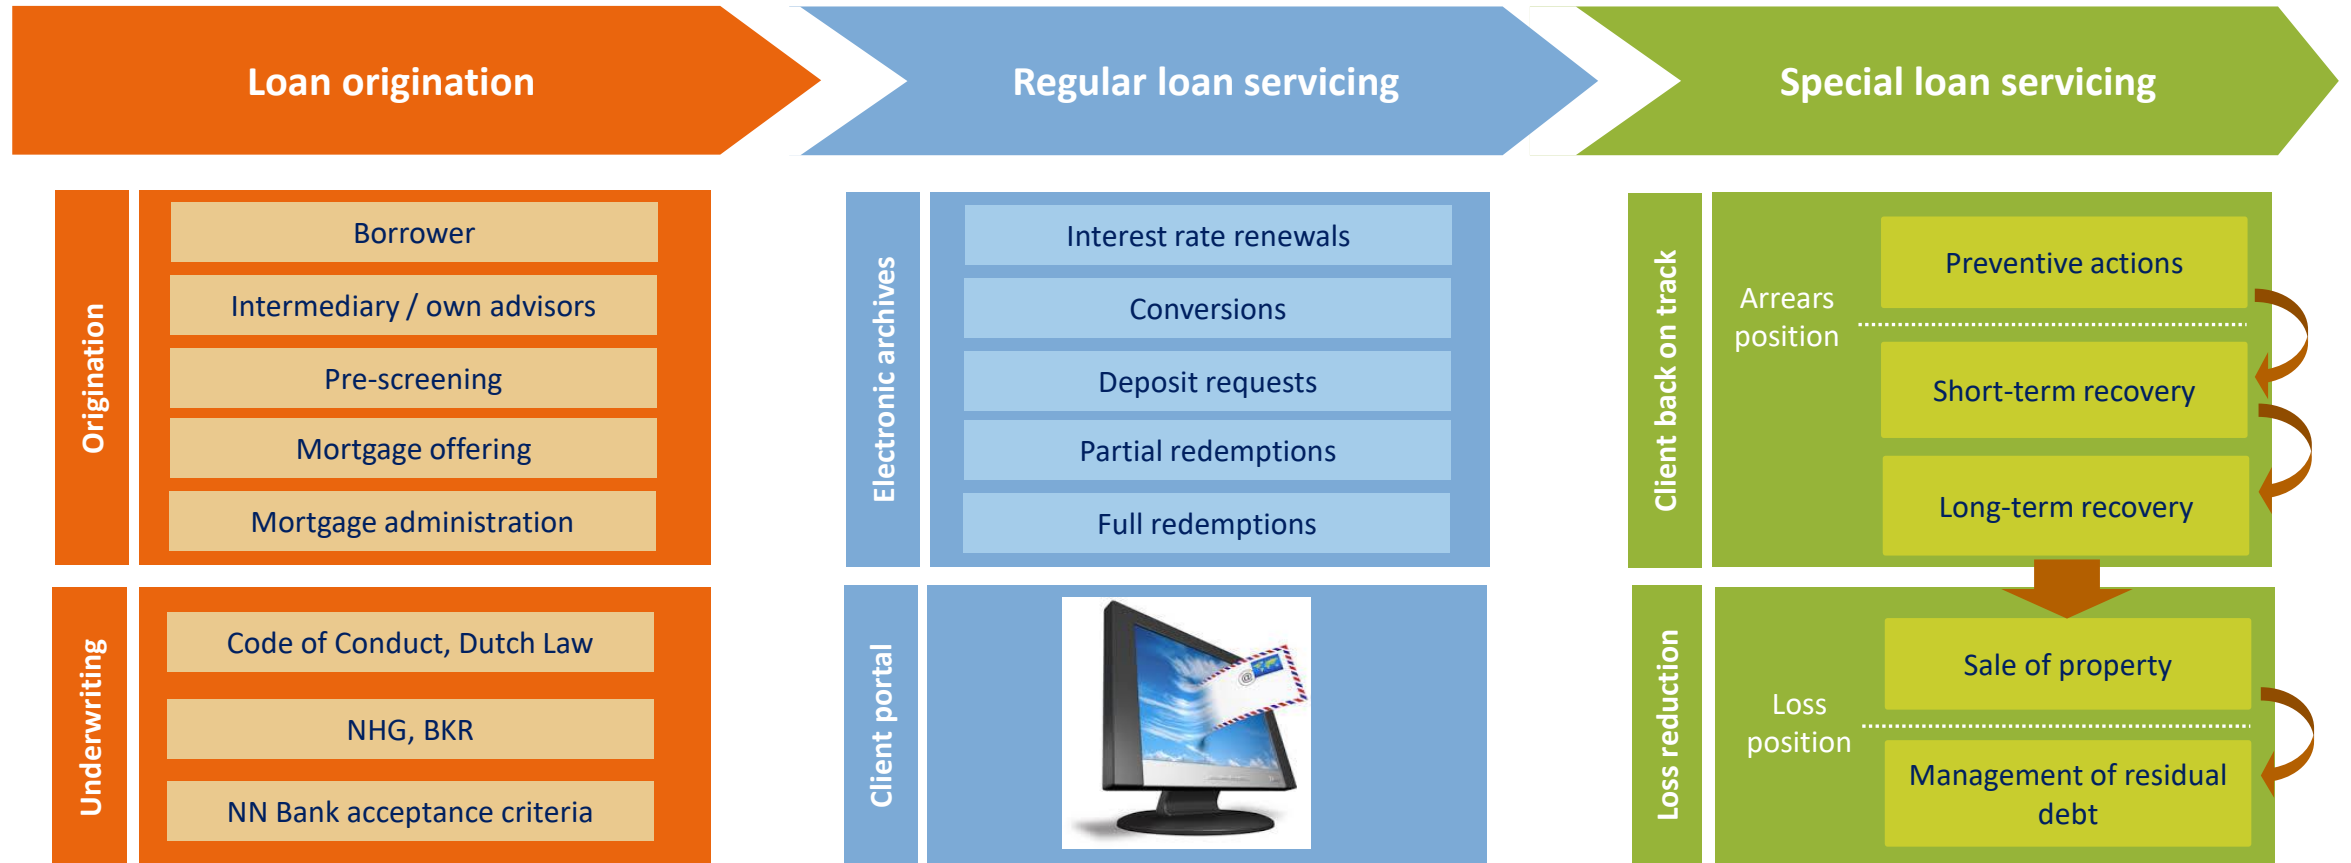 Loan origination
Regular loan servicing
Special loan servicing
Origination
Borrower
Intermediary / own advisors
Pre-screening
Mortgage offering
Mortgage administration
Underwriting
Code of Conduct, Dutch Law
NHG, BKR
NN Bank acceptance criteria
Electronic archives
Interest rate renewals
Conversions
Deposit requests
Partial redemptions
Full redemptions
Client portal
@
Client back on track
Arrears
position
Preventive actions
Short-term recovery
Long-term recovery
Loss reduction
Loss
position
Sale of property
Management of residual
debt